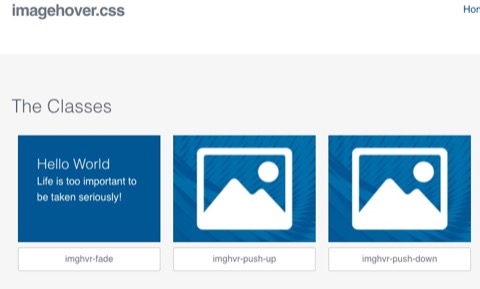 imagehover.css
The Classes
Hello World
Life is too important to
be taken seriously!
imghvr-fade
imghvr-push-up
imghvr-push-down